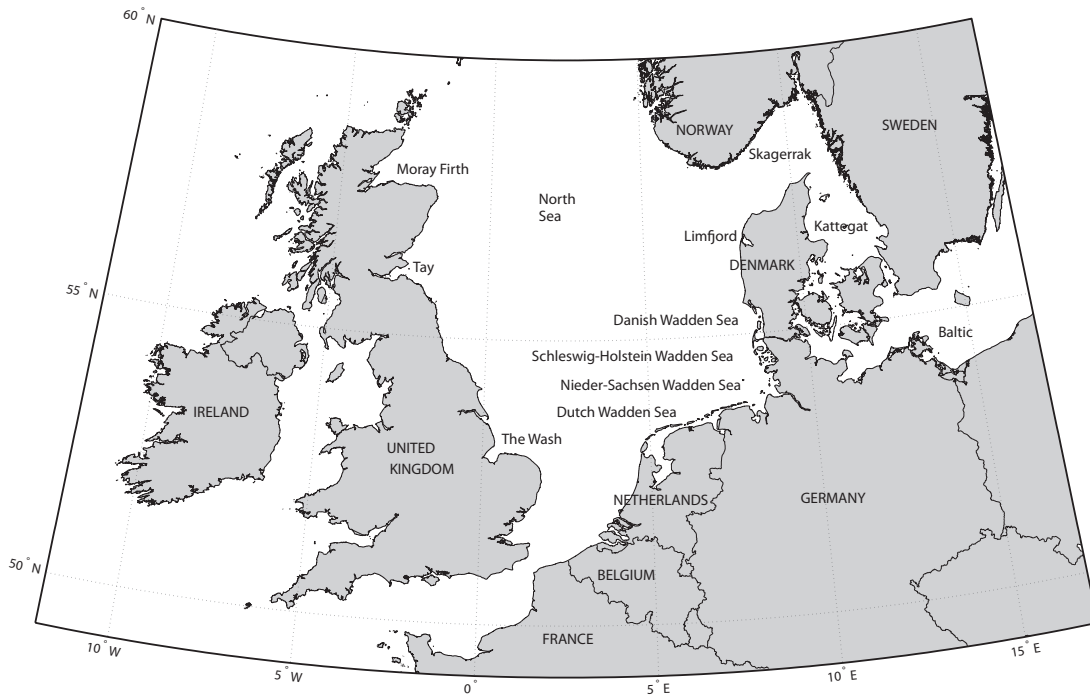 60° N
NORWAY
SWEDEN
Skagerrak
Moray Firth
North
Sea
Kattegat
Limfjord
DENMARK
Tay
55° N
Danish Wadden Sea
Baltic
Schleswig-Holstein Wadden Sea
Nieder-Sachsen Wadden Sea
Dutch Wadden Sea
IRELAND
The Wash
UNITED
KINGDOM
NETHERLANDS
GERMANY
50° N
BELGIUM
FRANCE
10° W
5° W
0°
5° E
10° E
15° E